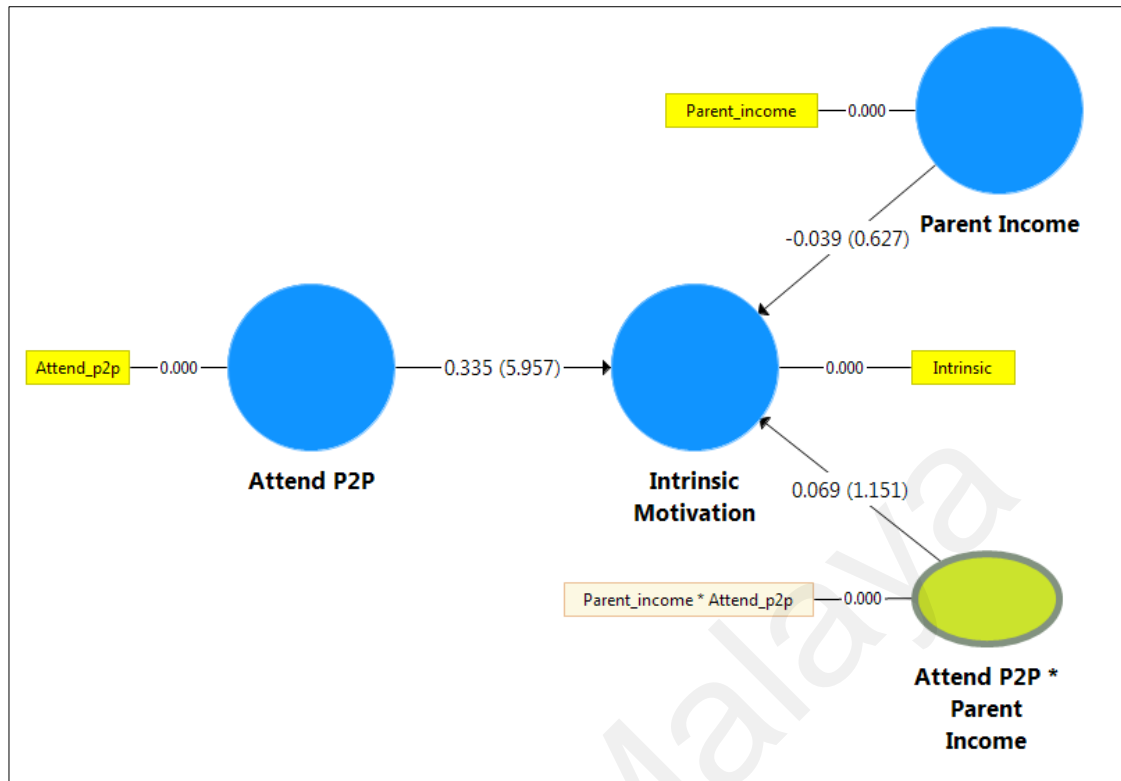 Parent_income
0.000
Parent Income
-0.039 (0.627)
Attend_p2p
0.000
Attend P2P
0.335 (5.957)
Intrinsic
Motivation
0.000
Intrinsic
0.069 (1.151)
Parent_income * Attend_p2p
0.000
Attend P2P *
Parent
Income
Malaya